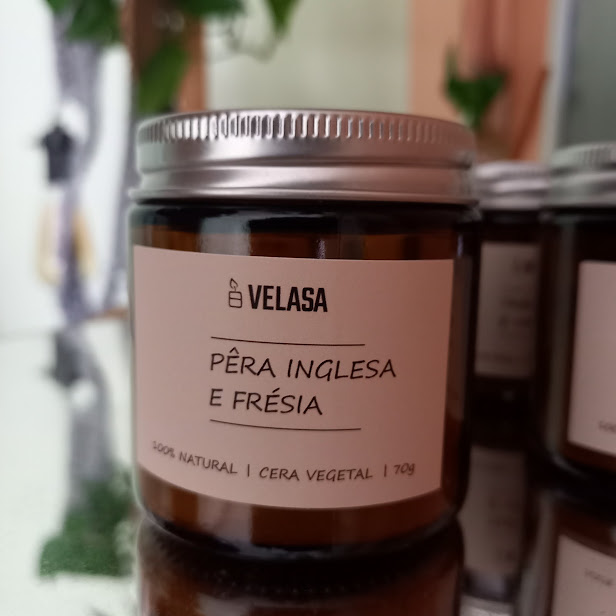 VELASA
PÊRA INGLESA
E FRÉSIA
100% NATURAL | CERA VEGETAL | 70g